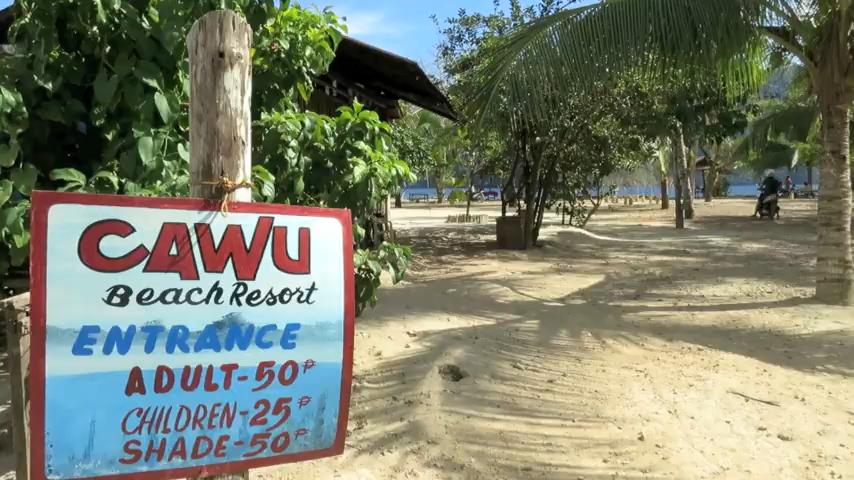 CAWU
Beach Resort
ENTRANCE
ADULT-50₱
CHILDREN-25₱
SHADE-50₱